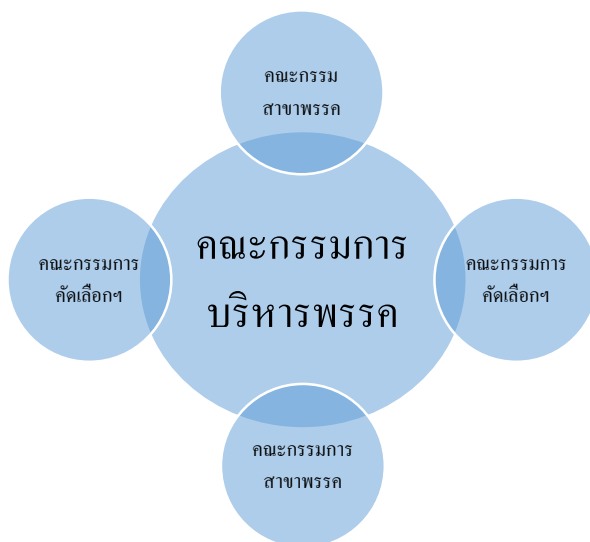 คณะกรรม
สาขาพรรค
คณะกรรมการ
คัดเลือกฯ
คณะกรรมการ
บริหารพรรค
คณะกรรมการ
คัดเลือกฯ
คณะกรรมการ
สาขาพรรค